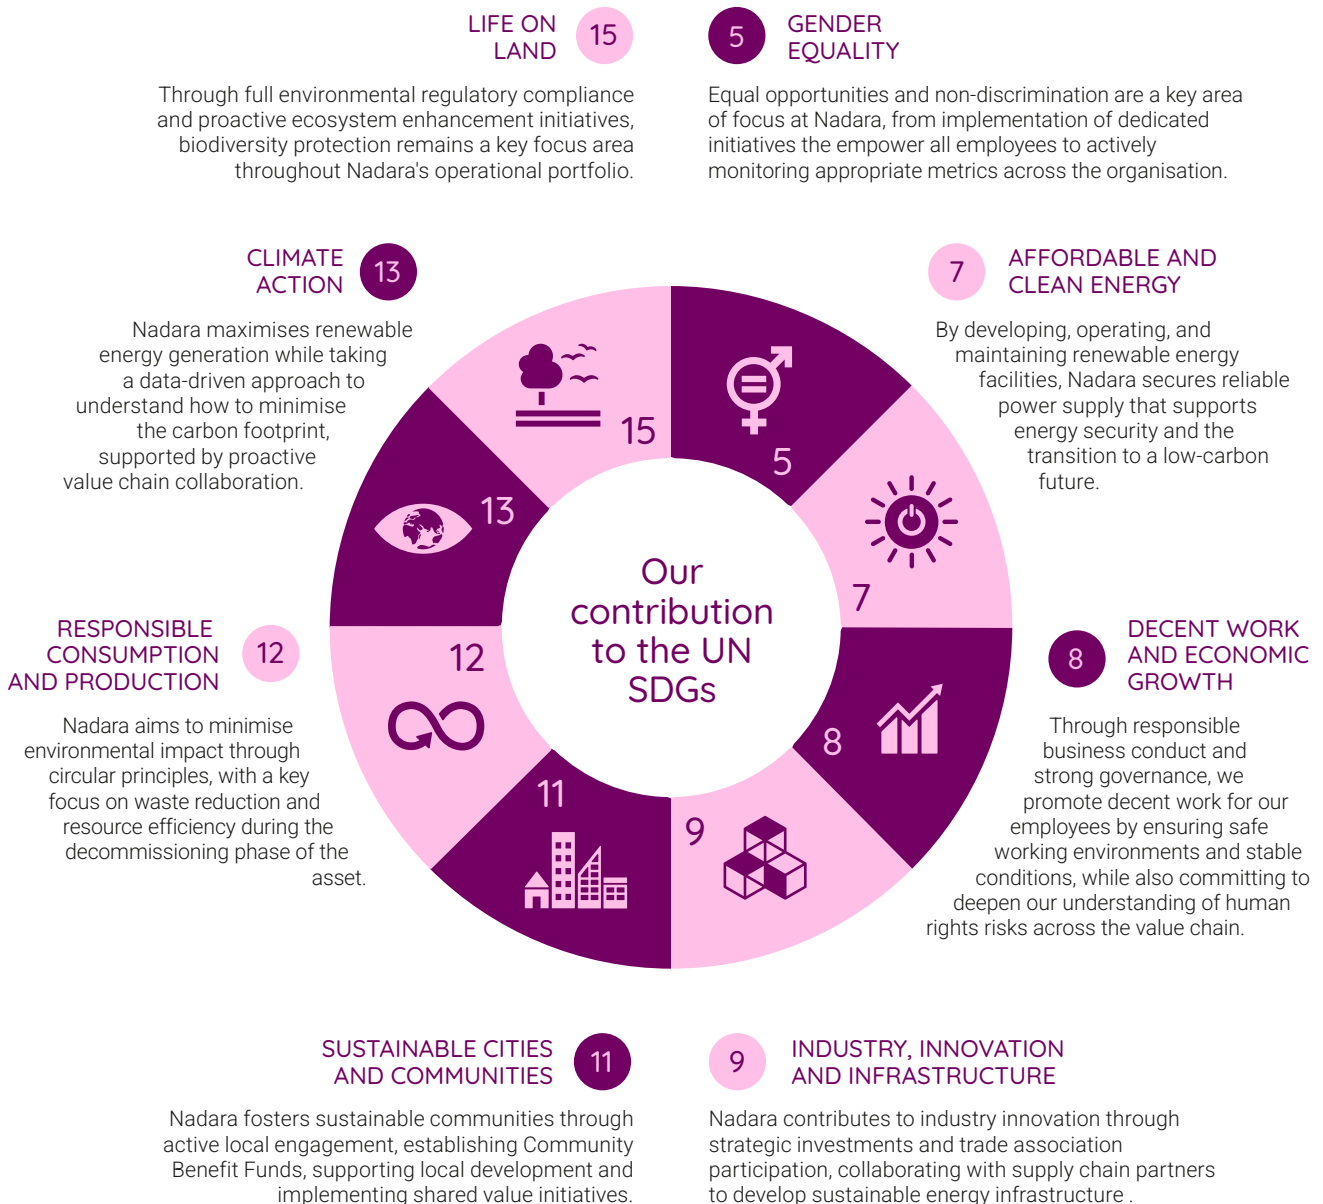 LIFE ON
LAND
15
Through full environmental regulatory compliance
and proactive ecosystem enhancement initiatives,
biodiversity protection remains a key focus area
throughout Nadara's operational portfolio.
5
GENDER
EQUALITY
Equal opportunities and non-discrimination are a key area
of focus at Nadara, from implementation of dedicated
initiatives the empower all employees to actively
monitoring appropriate metrics across the organisation.
CLIMATE
ACTION
13
Nadara maximises renewable
energy generation while taking
a data-driven approach to
understand how to minimise
the carbon footprint,
supported by proactive
value chain collaboration.
7
AFFORDABLE AND
CLEAN ENERGY
By developing, operating, and
maintaining renewable energy
facilities, Nadara secures reliable
power supply that supports
energy security and the
transition to a low-carbon
future.
15
5
13
7
Our
contribution
to the UN
SDGs
12
8
11
9
RESPONSIBLE
CONSUMPTION
AND PRODUCTION
12
Nadara aims to minimise
environmental impact through
circular principles, with a key
focus on waste reduction and
resource efficiency during the
decommissioning phase of the
asset.
8
DECENT WORK
AND ECONOMIC
GROWTH
Through responsible
business conduct and
strong governance, we
promote decent work for our
employees by ensuring safe
working environments and stable
conditions, while also committing to
deepen our understanding of human
rights risks across the value chain.
SUSTAINABLE CITIES
AND COMMUNITIES
11
Nadara fosters sustainable communities through
active local engagement, establishing Community
Benefit Funds, supporting local development and
implementing shared value initiatives.
9
INDUSTRY, INNOVATION
AND INFRASTRUCTURE
Nadara contributes to industry innovation through
strategic investments and trade association
participation, collaborating with supply chain partners
to develop sustainable energy infrastructure .